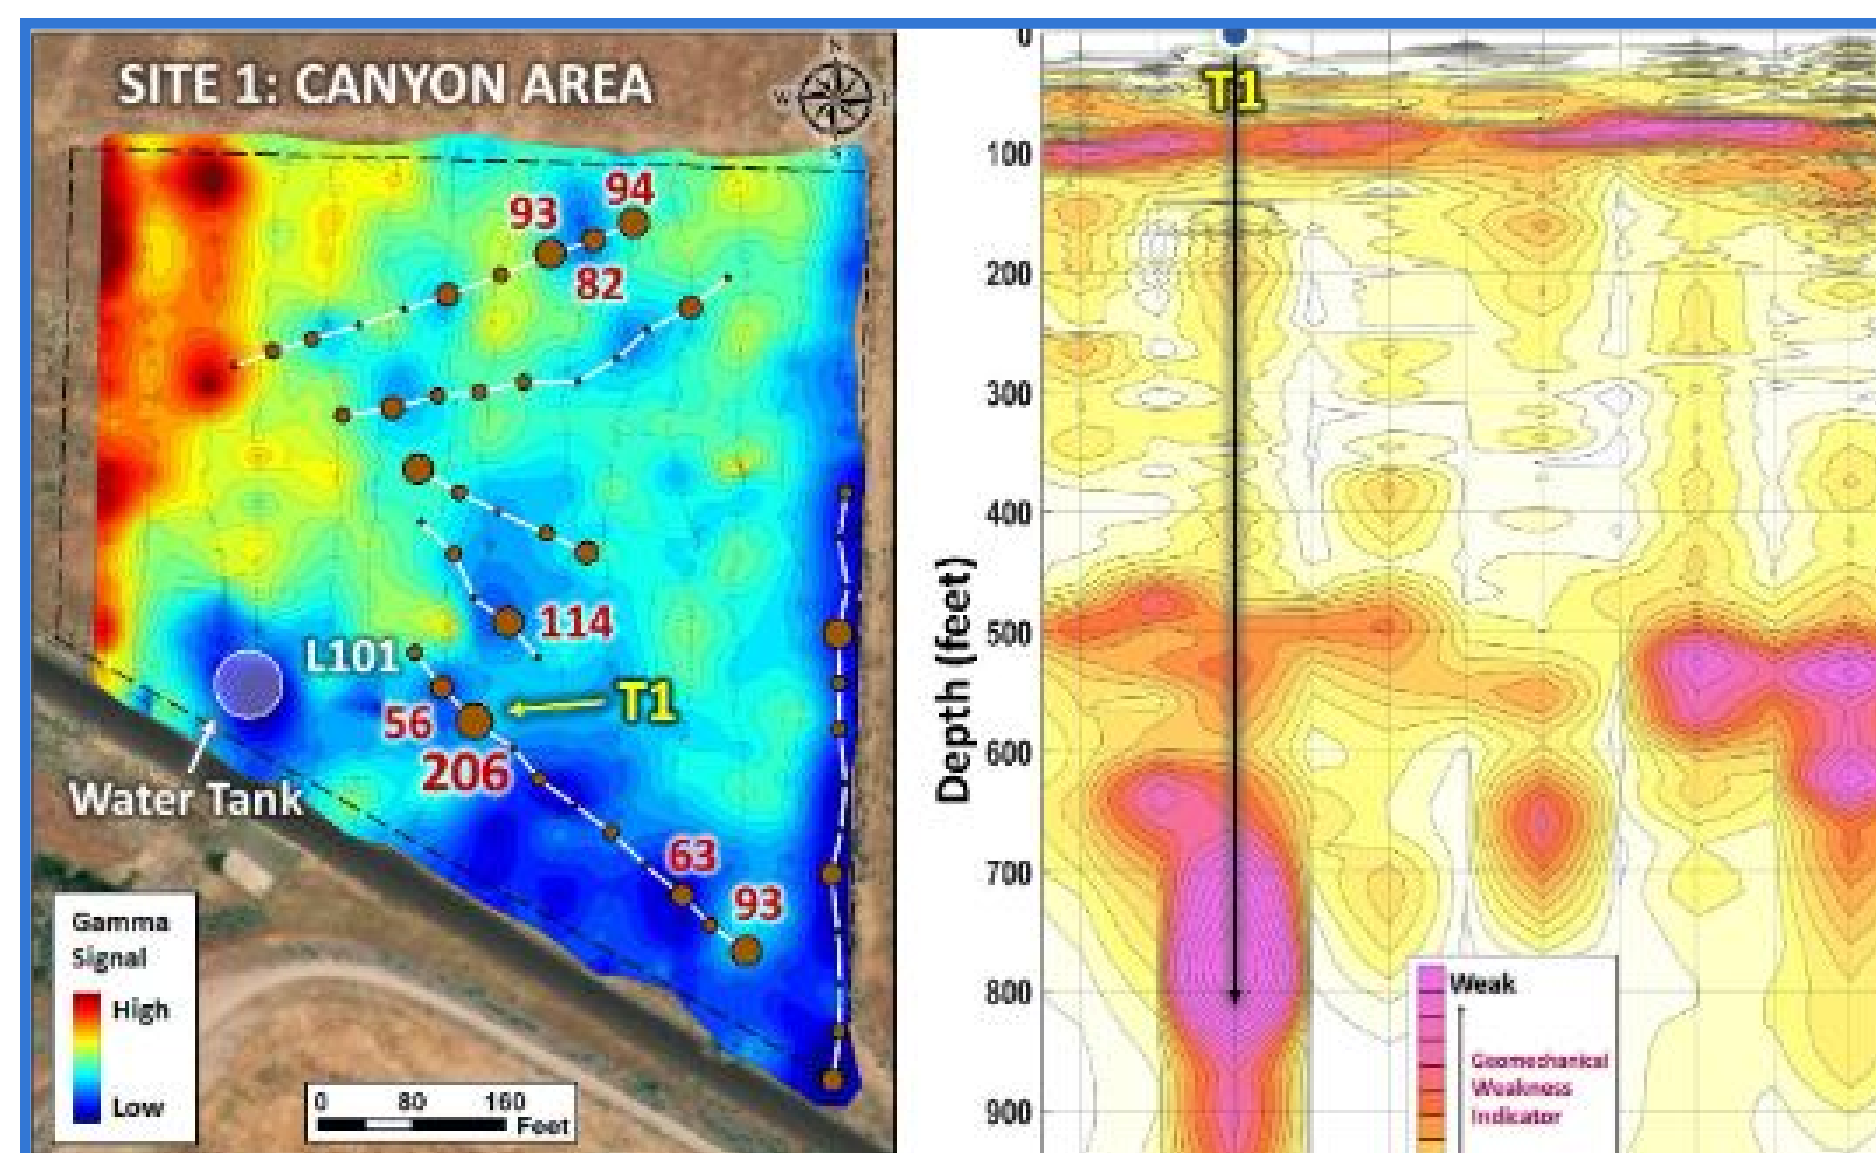 SITE 1: CANYON AREA
N
W
S
94
93
82
114
L101
T1
56
206
Water Tank
63
93
Gamma
Signal
High
Low
0 80 160
Feet
0
T1
100
200
300
400
500
600
700
800
900
Depth (feet)
Weak
Geomechanical
Weakness
Indicator